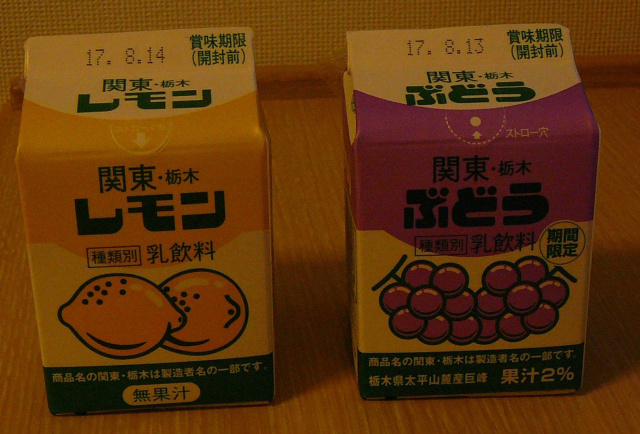 17. 8.14
賞味期限
(開封前)
関東・栃木
レモン
関東・栃木
レモン
種類別 乳飲料
商品名の関東・栃木は製造者名の一部です。
無果汁
17. 8.13
賞味期限
(開封前)
関東・栃木
ぶどう
ストロー穴
関東・栃木
ぶどう
種類別 乳飲料
期間
限定
商品名の関東・栃木は製造者名の一部です。
栃木県太平山麓産巨峰 果汁2%